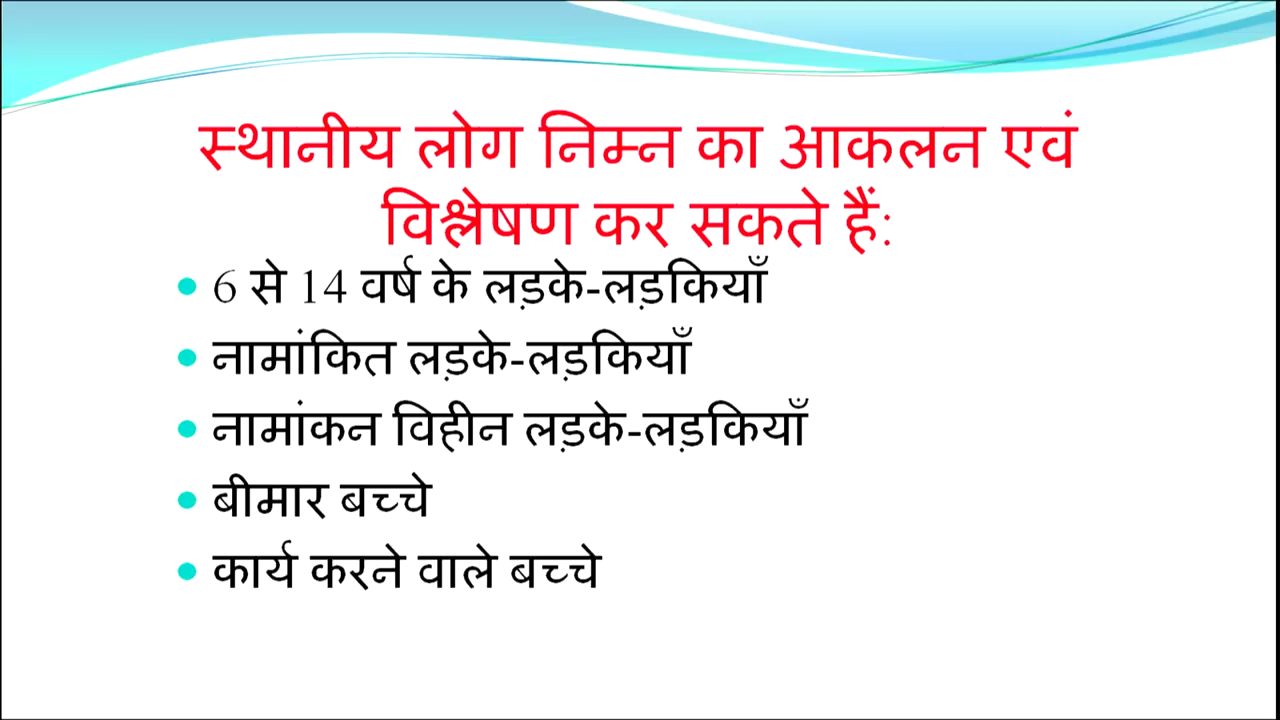 स्थानीय लोग निम्न का आकलन एवं
विश्लेषण कर सकते हैं:
• 6 से 14 वर्ष के लड़के-लड़कियाँ
• नामांकित लड़के-लड़कियाँ
• नामांकन विहीन लड़के-लड़कियाँ
• बीमार बच्चे
• कार्य करने वाले बच्चे